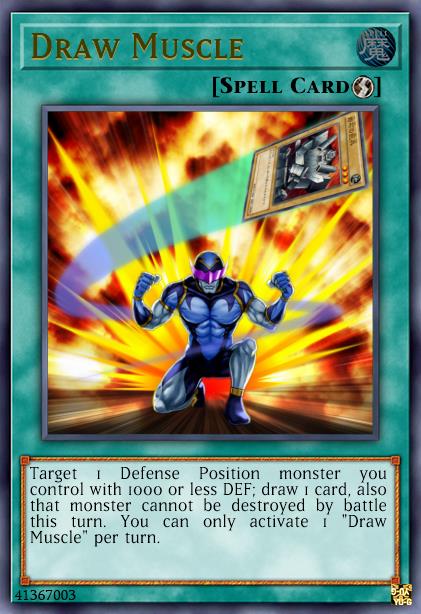 Draw Muscle
[Spell Card]
Target 1 Defense Position monster you
control with 1000 or less DEF; draw 1 card, also
that monster cannot be destroyed by battle
this turn. You can only activate 1 "Draw
Muscle" per turn.
41367003